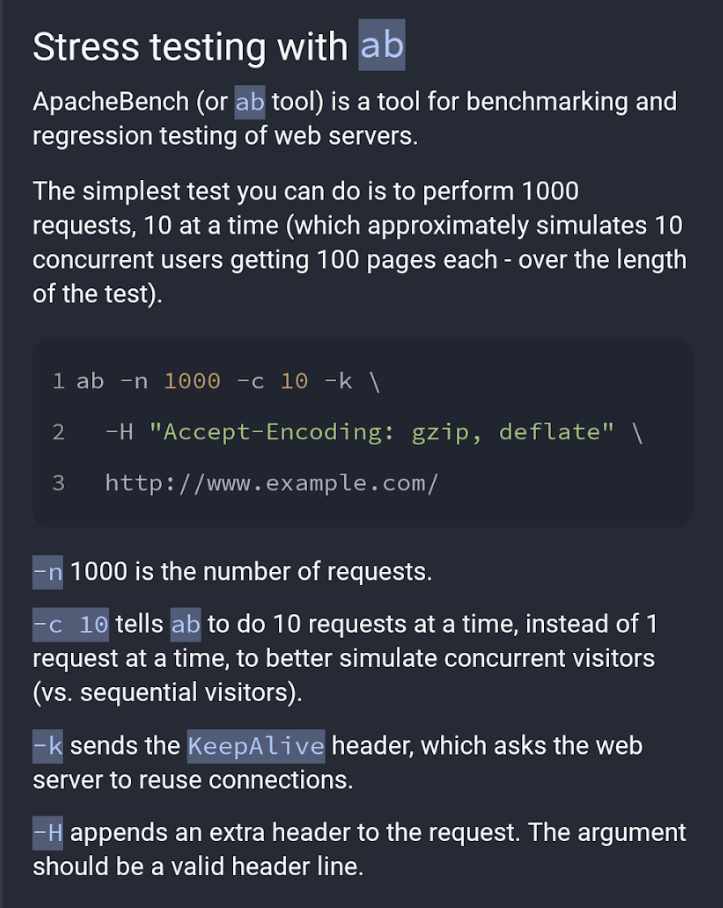 Stress testing with ab
ApacheBench (or ab tool) is a tool for benchmarking and
regression testing of web servers.
The simplest test you can do is to perform 1000
requests, 10 at a time (which approximately simulates 10
concurrent users getting 100 pages each - over the length
of the test).
1 ab -n 1000 -c 10 -k \
2   -H "Accept-Encoding: gzip, deflate" \
3   http://www.example.com/
-n 1000 is the number of requests.
-c 10 tells ab to do 10 requests at a time, instead of 1
request at a time, to better simulate concurrent visitors
(vs. sequential visitors).
-k sends the KeepAlive header, which asks the web
server to reuse connections.
-H appends an extra header to the request. The argument
should be a valid header line.